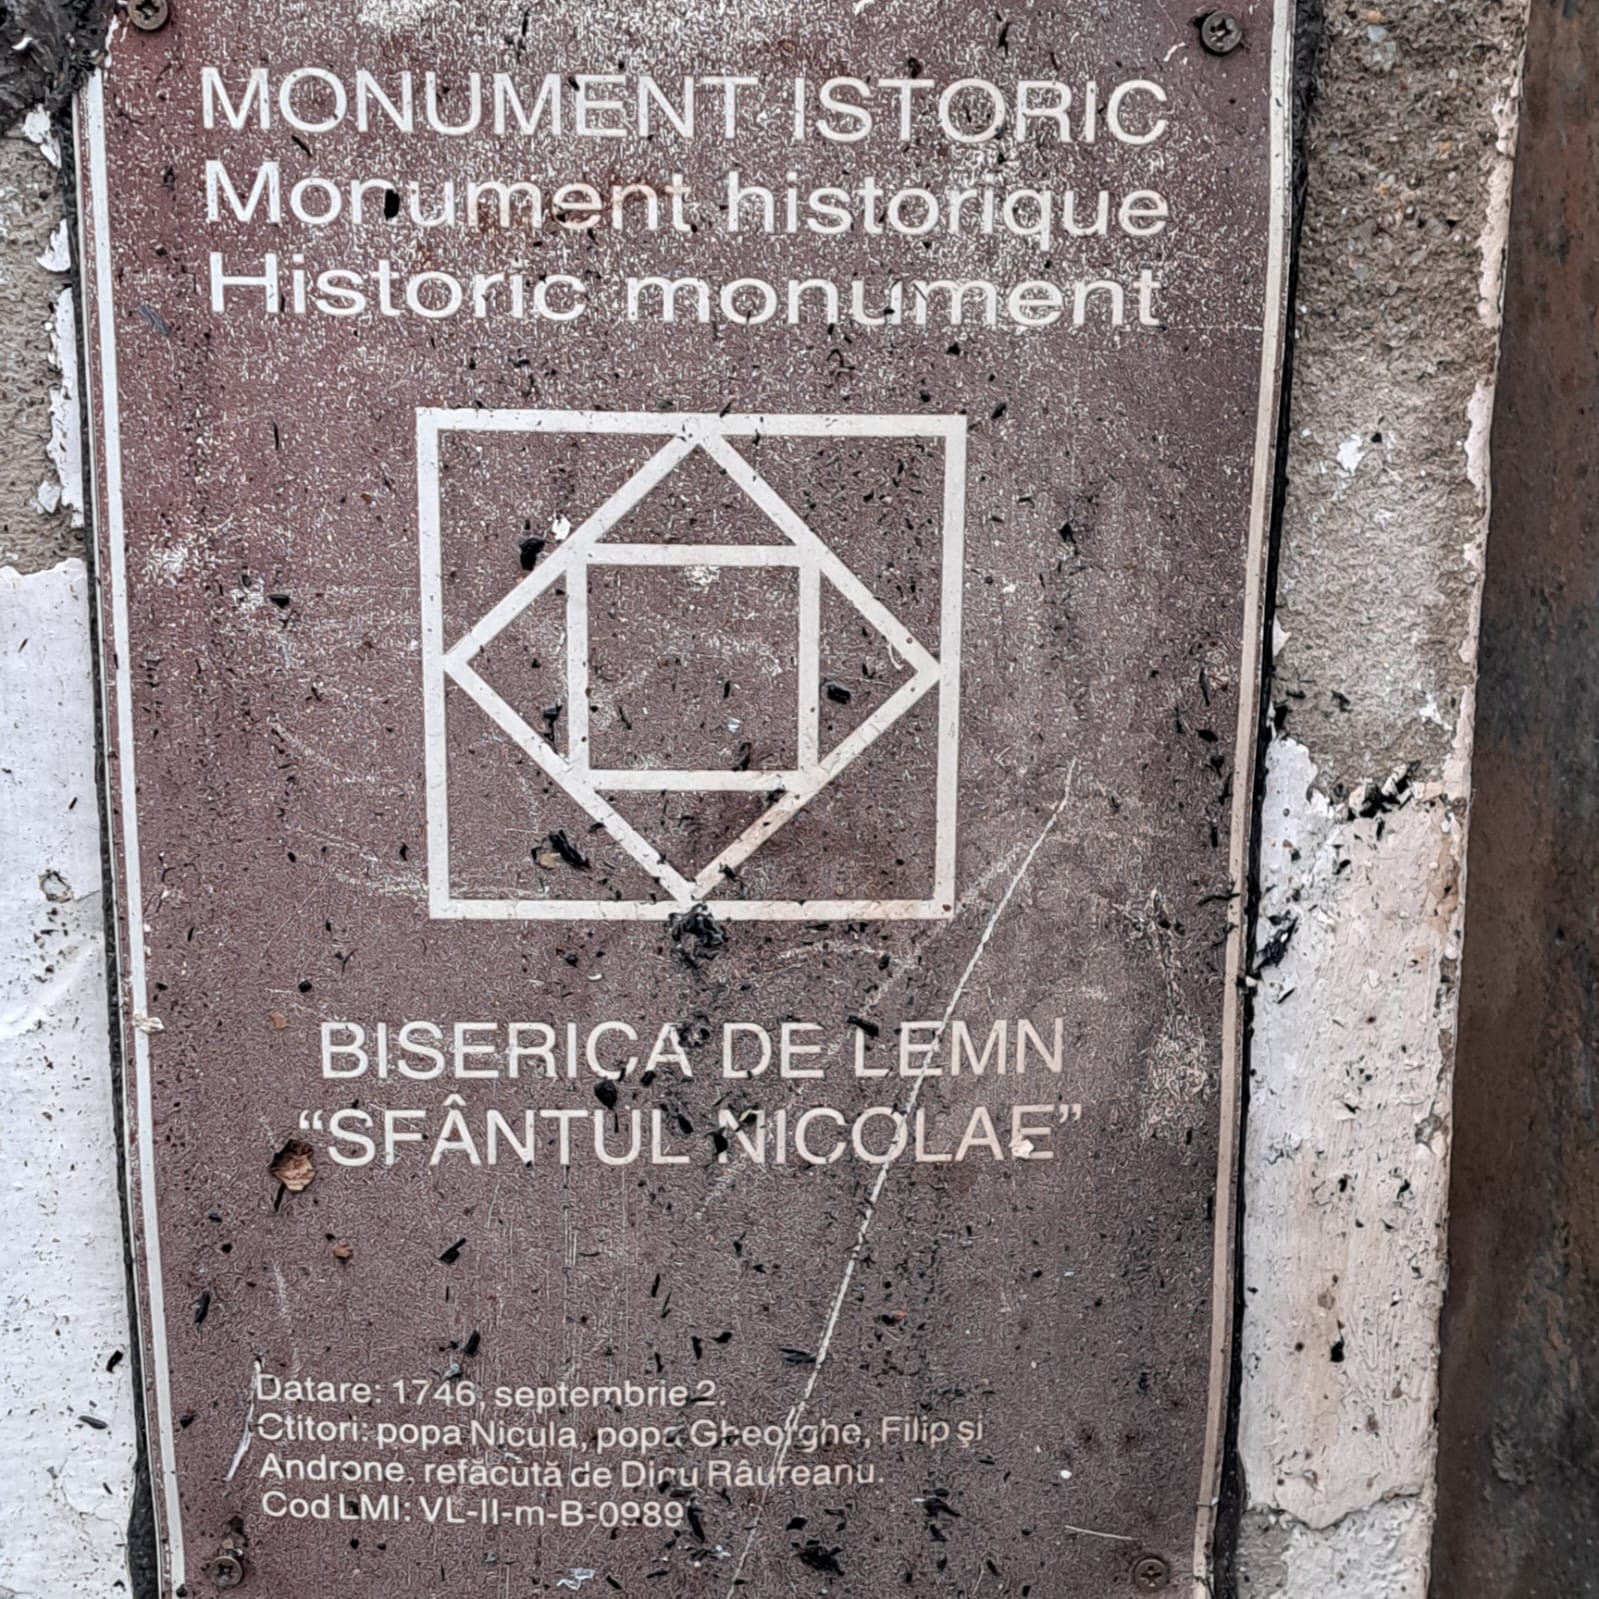 MONUMENT ISTORIC
Monument historique
Historic monument
BISERICA DE LEMN
“SFÂNTUL NICOLAE”
Datare: 1746, septembrie 2.
Ctitori: popa Nicula, popa Gheorghe, Filip și
Androne, refăcută de Dinu Râureanu.
Cod LMI: VL-II-m-B-0989